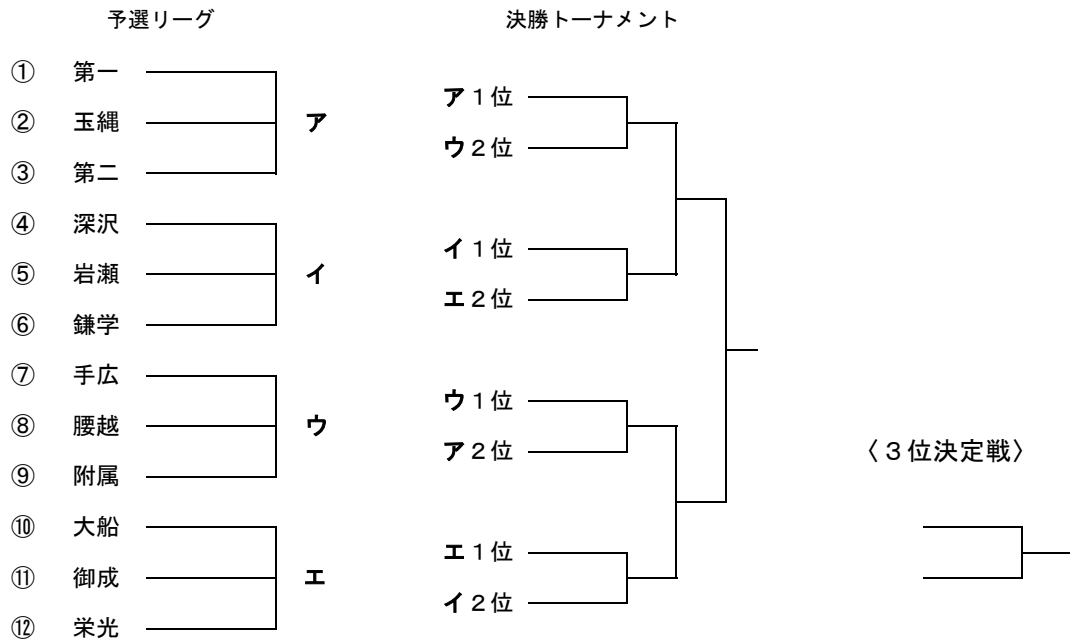 予選リーグ
決勝トーナメント
① 第一
② 玉縄
③ 第二
ア
④ 深沢
⑤ 岩瀬
⑥ 鎌学
イ
⑦ 手広
⑧ 腰越
⑨ 附属
ウ
⑩ 大船
⑪ 御成
⑫ 栄光
エ
ア1位
ウ2位
イ1位
エ2位
ウ1位
ア2位
エ1位
イ2位
〈3位決定戦〉